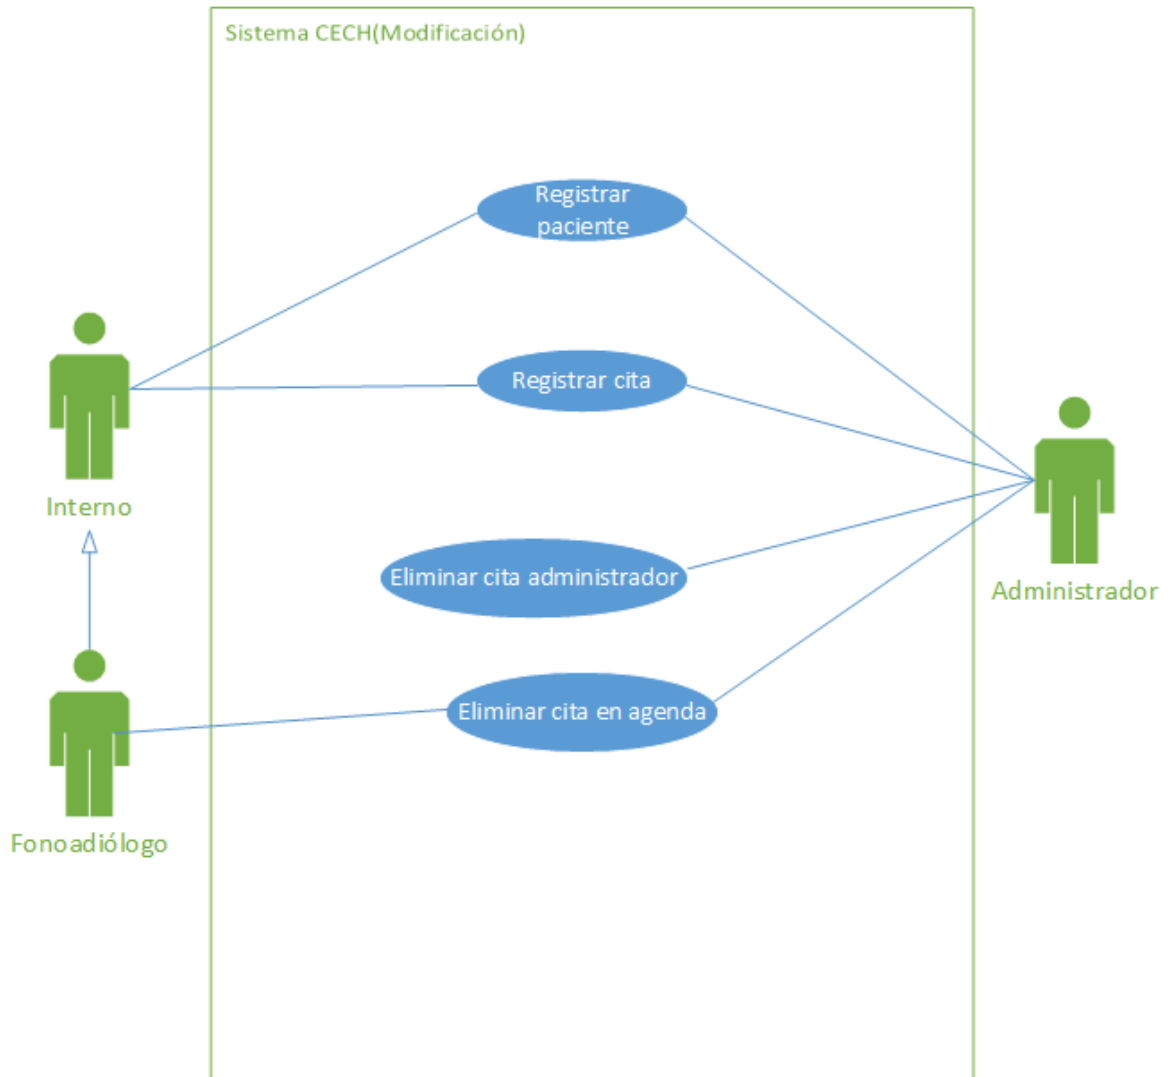 Sistema CECH(Modificación)
Registrar
paciente
Registrar cita
Interno
Eliminar cita administrador
Administrador
Eliminar cita en agenda
Fonoadiólogo